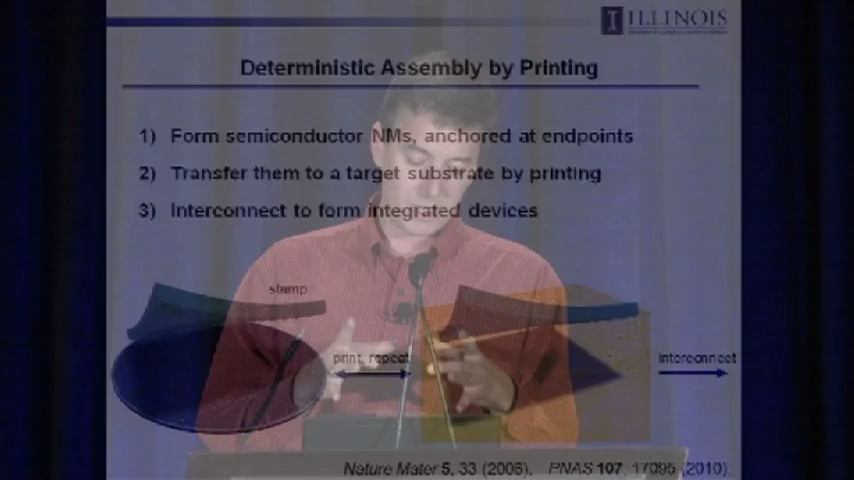 ILLINOIS
Deterministic Assembly by Printing
1) Form semiconductor NMs, anchored at endpoints
2) Transfer them to a target substrate by printing
3) Interconnect to form integrated devices
stamp
print, repeat
interconnect
Nature Mater 5, 33 (2006). PNAS 107, 17095 (2010).